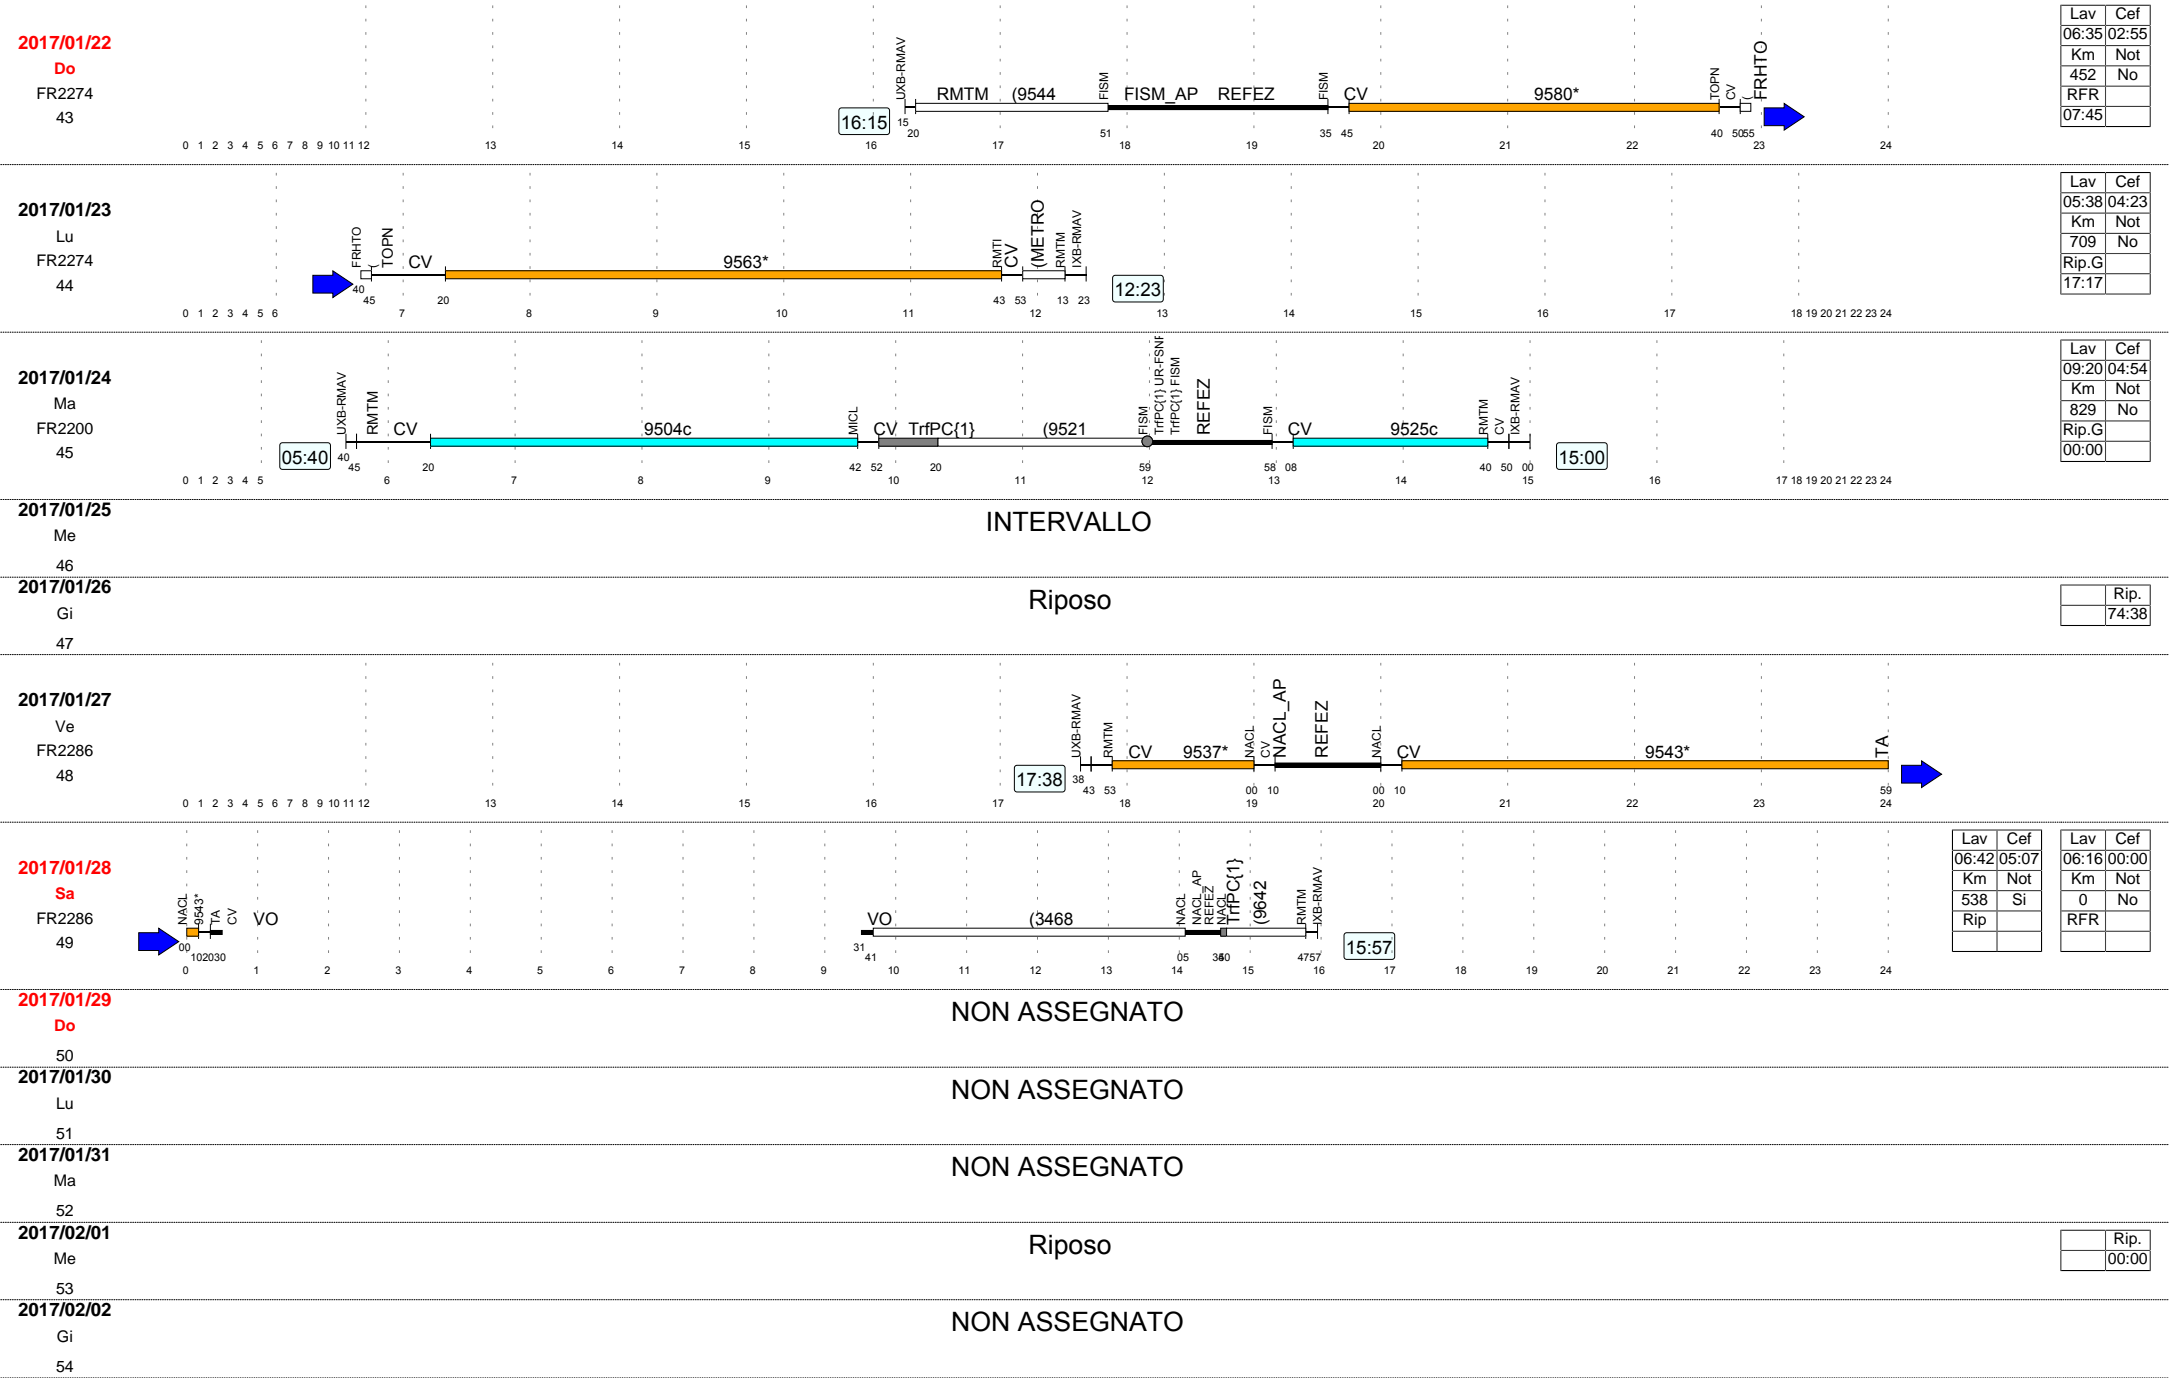 2017/01/22
Do
FR2274
43
16:15
UXB-RMAV RMTM (9544 FISM FISM_AP REFEZ FISM CV 9580* TOPN CV ( FRHTO
15 20 51 35 45 40 50 55
0 1 2 3 4 5 6 7 8 9 10 11 12 13 14 15 16 17 18 19 20 21 22 23 24
Lav Cef
06:35 02:55
Km Not
452 No
RFR
07:45
2017/01/23
Lu
FR2274
44
FRHTO ( TOPN CV 9563* RMTI CV (METRO RMTM IXB-RMAV
40 45 20 43 53 13 23
12:23
0 1 2 3 4 5 6 7 8 9 10 11 12 13 14 15 16 17 18 19 20 21 22 23 24
Lav Cef
05:38 04:23
Km Not
709 No
Rip.G
17:17
2017/01/24
Ma
FR2200
45
05:40
UXB-RMAV RMTM CV 9504c MICL CV TrfPC{1} (9521 FISM TrfPC{1} UR-FSNF TrfPC{1} FISM REFEZ FISM CV 9525c RMTM CV IXB-RMAV
40 45 20 42 52 20 59 58 08 40 50 00
15:00
0 1 2 3 4 5 6 7 8 9 10 11 12 13 14 15 16 17 18 19 20 21 22 23 24
Lav Cef
09:20 04:54
Km Not
829 No
Rip.G
00:00
2017/01/25
Me
46
INTERVALLO
2017/01/26
Gi
47
Riposo
Rip.
74:38
2017/01/27
Ve
FR2286
48
17:38
UXB-RMAV RMTM CV 9537* NACL CV NACL_AP REFEZ NACL CV 9543* TA
38 43 53 00 10 00 10 59
0 1 2 3 4 5 6 7 8 9 10 11 12 13 14 15 16 17 18 19 20 21 22 23 24
2017/01/28
Sa
FR2286
49
NACL 9543* TA CV VO VO (3468 NACL NACL_AP REFEZ NACL TrfPC{1} (9642 RMTM IXB-RMAV
00 10 20 30 31 41 05 40 47 57
15:57
0 1 2 3 4 5 6 7 8 9 10 11 12 13 14 15 16 17 18 19 20 21 22 23 24
Lav Cef
06:42 05:07
Km Not
538 Si
Rip
Lav Cef
06:16 00:00
Km Not
0 No
RFR
2017/01/29
Do
50
NON ASSEGNATO
2017/01/30
Lu
51
NON ASSEGNATO
2017/01/31
Ma
52
NON ASSEGNATO
2017/02/01
Me
53
Riposo
Rip.
00:00
2017/02/02
Gi
54
NON ASSEGNATO